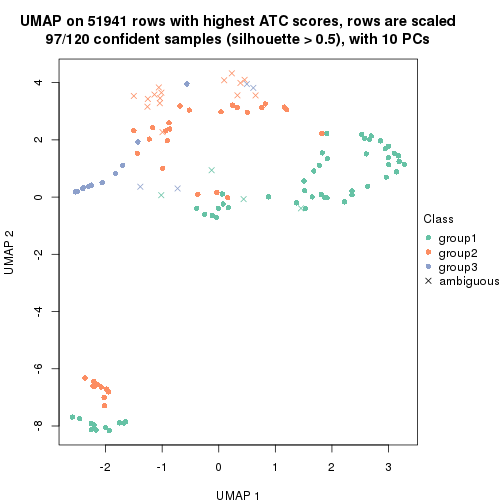 UMAP on 51941 rows with highest ATC scores, rows are scaled
97/120 confident samples (silhouette > 0.5), with 10 PCs
4
2
0
-2
-4
-6
-8
UMAP 2
-2
-1
0
1
2
3
UMAP 1
Class
group1
group2
group3
ambiguous